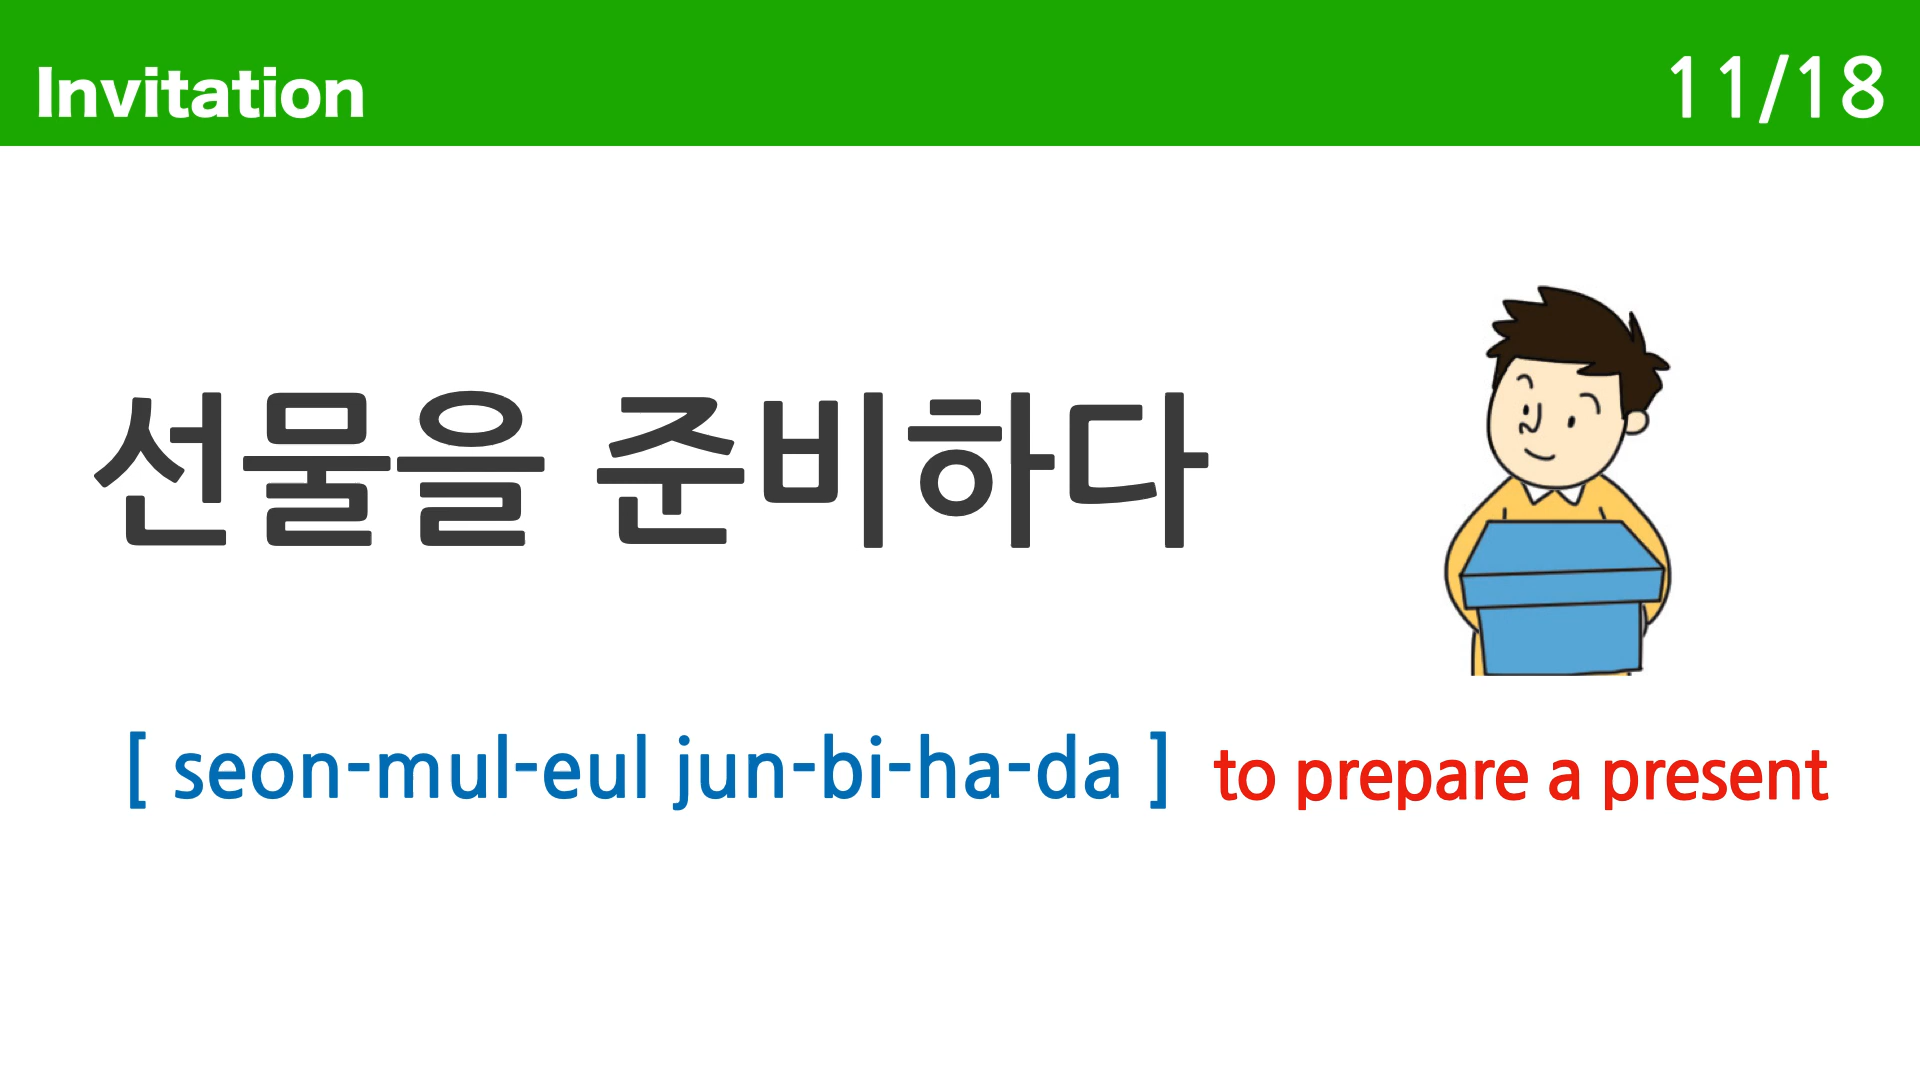 Invitation
11/18
선물을 준비하다
[ seon-mul-eul jun-bi-ha-da ] to prepare a present